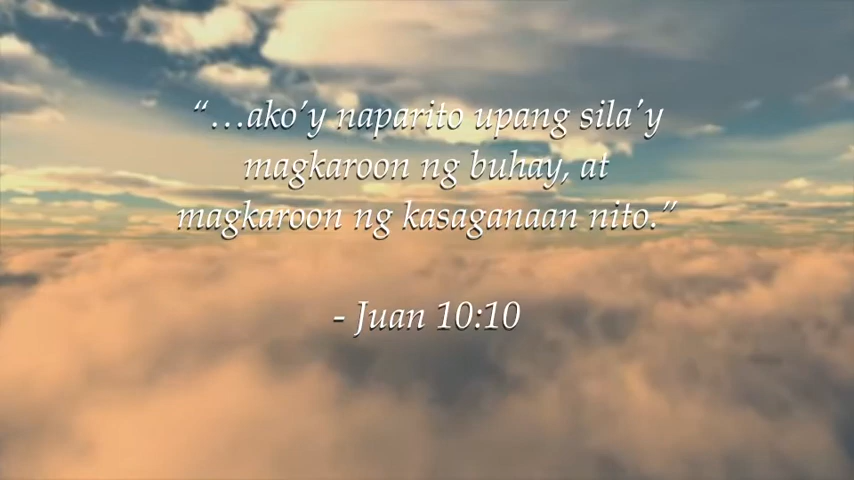 “…ako’y naparito upang sila'y
magkaroon ng buhay, at
magkaroon ng kasaganaan nito.”
- Juan 10:10